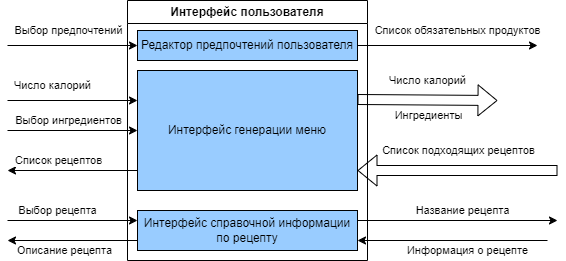 Интерфейс пользователя
Выбор предпочтений
Редактор предпочтений пользователя
Список обязательных продуктов
Число калорий
Выбор ингредиентов
Список рецептов
Интерфейс генерации меню
Число калорий
Ингредиенты
Список подходящих рецептов
Выбор рецепта
Описание рецепта
Интерфейс справочной информации
по рецепту
Название рецепта
Информация о рецепте